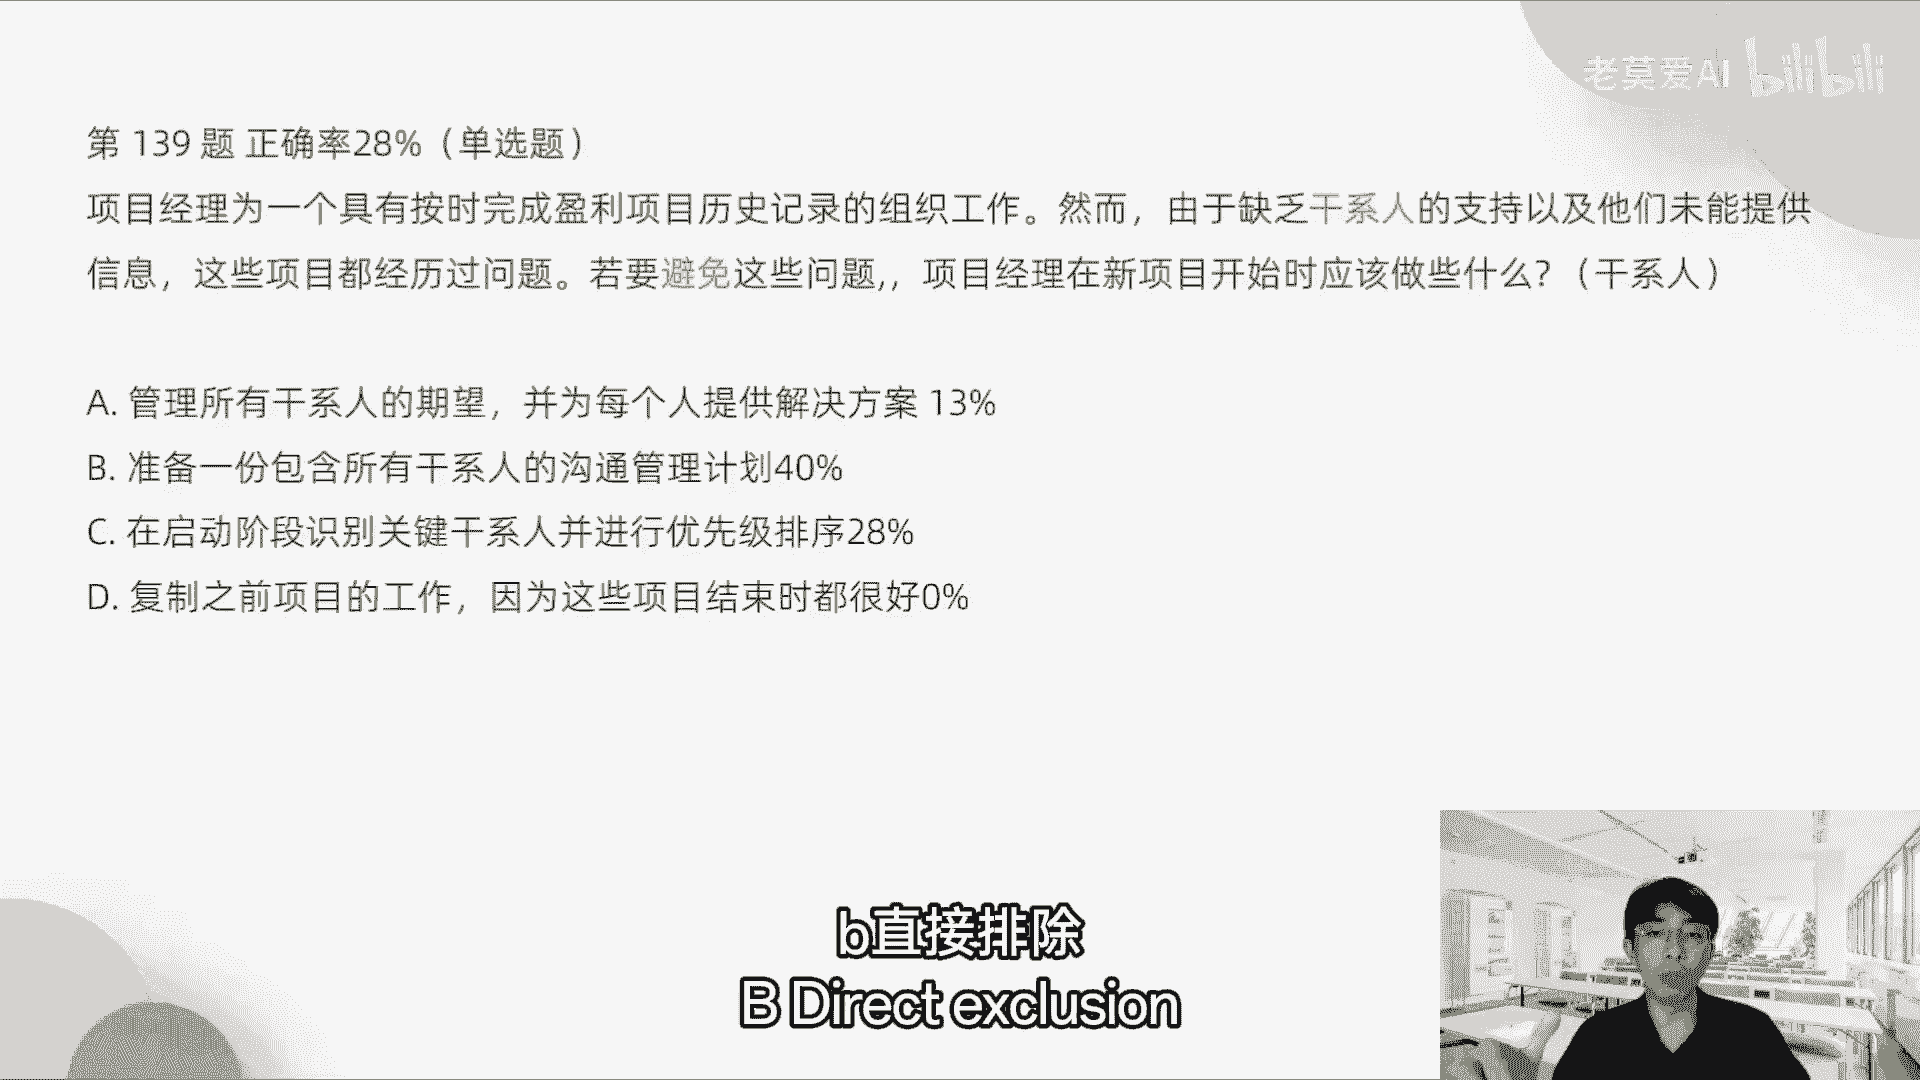 老莫爱AI bilibili
第 139 题 正确率28%（单选题）
项目经理为一个具有按时完成盈利项目历史记录的组织工作。然而，由于缺乏干系人的支持以及他们未能提供
信息，这些项目都经历过问题。若要避免这些问题,，项目经理在新项目开始时应该做些什么?（干系人）
A. 管理所有干系人的期望，并为每个人提供解决方案 13%
B. 准备一份包含所有干系人的沟通管理计划40%
C. 在启动阶段识别关键干系人并进行优先级排序28%
D. 复制之前项目的工作，因为这些项目结束时都很好0%
b直接排除
B Direct exclusion